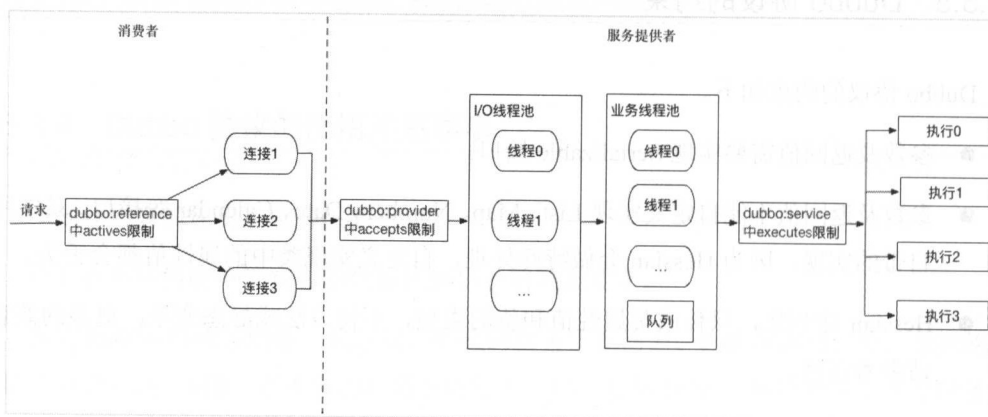 消费者
服务提供者
请求
dubbo:reference
中actives限制
连接1
连接2
连接3
dubbo:provider
中accepts限制
I/O线程池
线程0
线程1
...
业务线程池
线程0
线程1
...
队列
dubbo:service
中executes限制
执行0
执行1
执行2
执行3